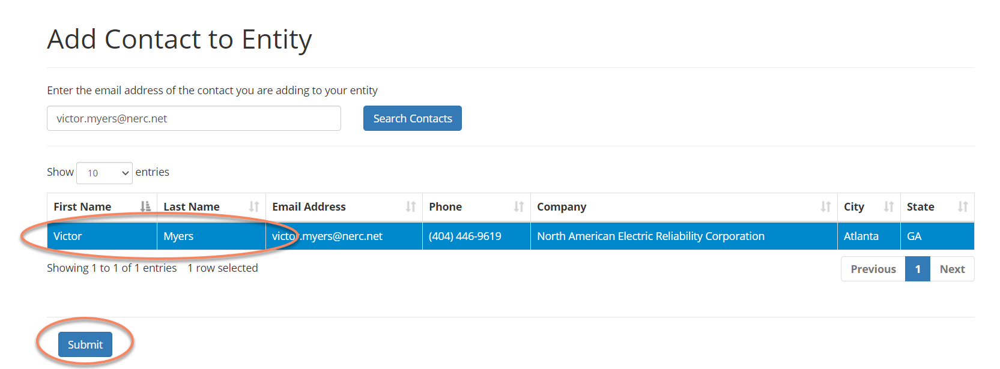 Add Contact to Entity
Enter the email address of the contact you are adding to your entity
victor.myers@nerc.net Search Contacts
Show 10 entries
First Name Last Name Email Address Phone Company City State
Victor Myers victor.myers@nerc.net (404) 446-9619 North American Electric Reliability Corporation Atlanta GA
Showing 1 to 1 of 1 entries 1 row selected Previous 1 Next
Submit